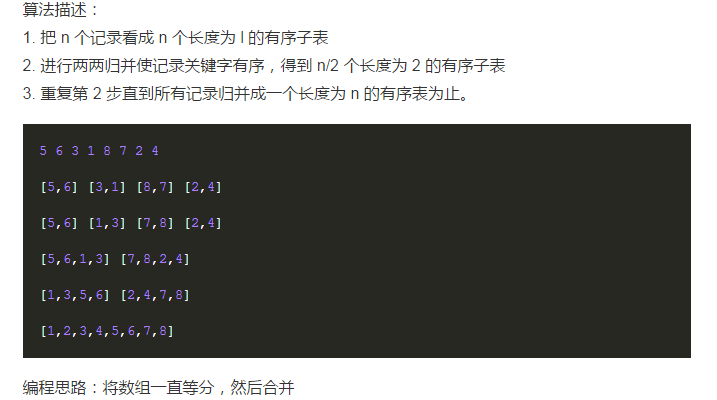 算法描述：
1. 把 n 个记录看成 n 个长度为 l 的有序子表
2. 进行两两归并使记录关键字有序，得到 n/2 个长度为 2 的有序子表
3. 重复第 2 步直到所有记录归并成一个长度为 n 的有序表为止。
5 6 3 1 8 7 2 4
[5,6] [3,1] [8,7] [2,4]
[5,6] [1,3] [7,8] [2,4]
[5,6,1,3] [7,8,2,4]
[1,3,5,6] [2,4,7,8]
[1,2,3,4,5,6,7,8]
编程思路：将数组一直等分，然后合并